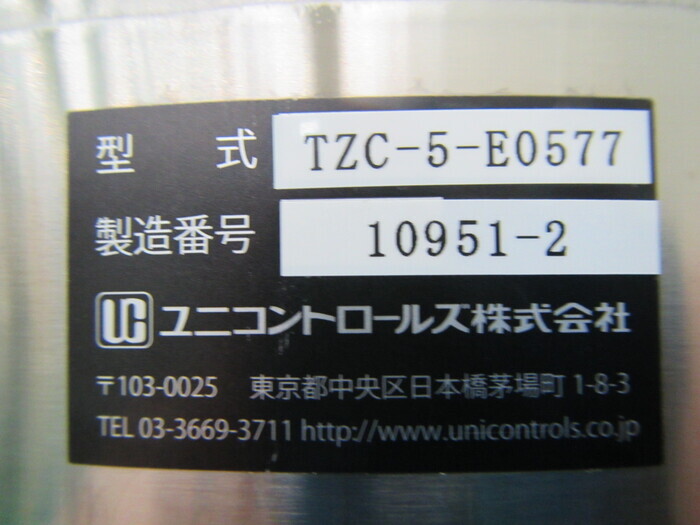 型 式 TZC-5-E0577
製造番号 10951-2
UC ユニコントロールズ株式会社
〒103-0025 東京都中央区日本橋茅場町1-8-3
TEL 03-3669-3711 http://www.unicontrols.co.jp